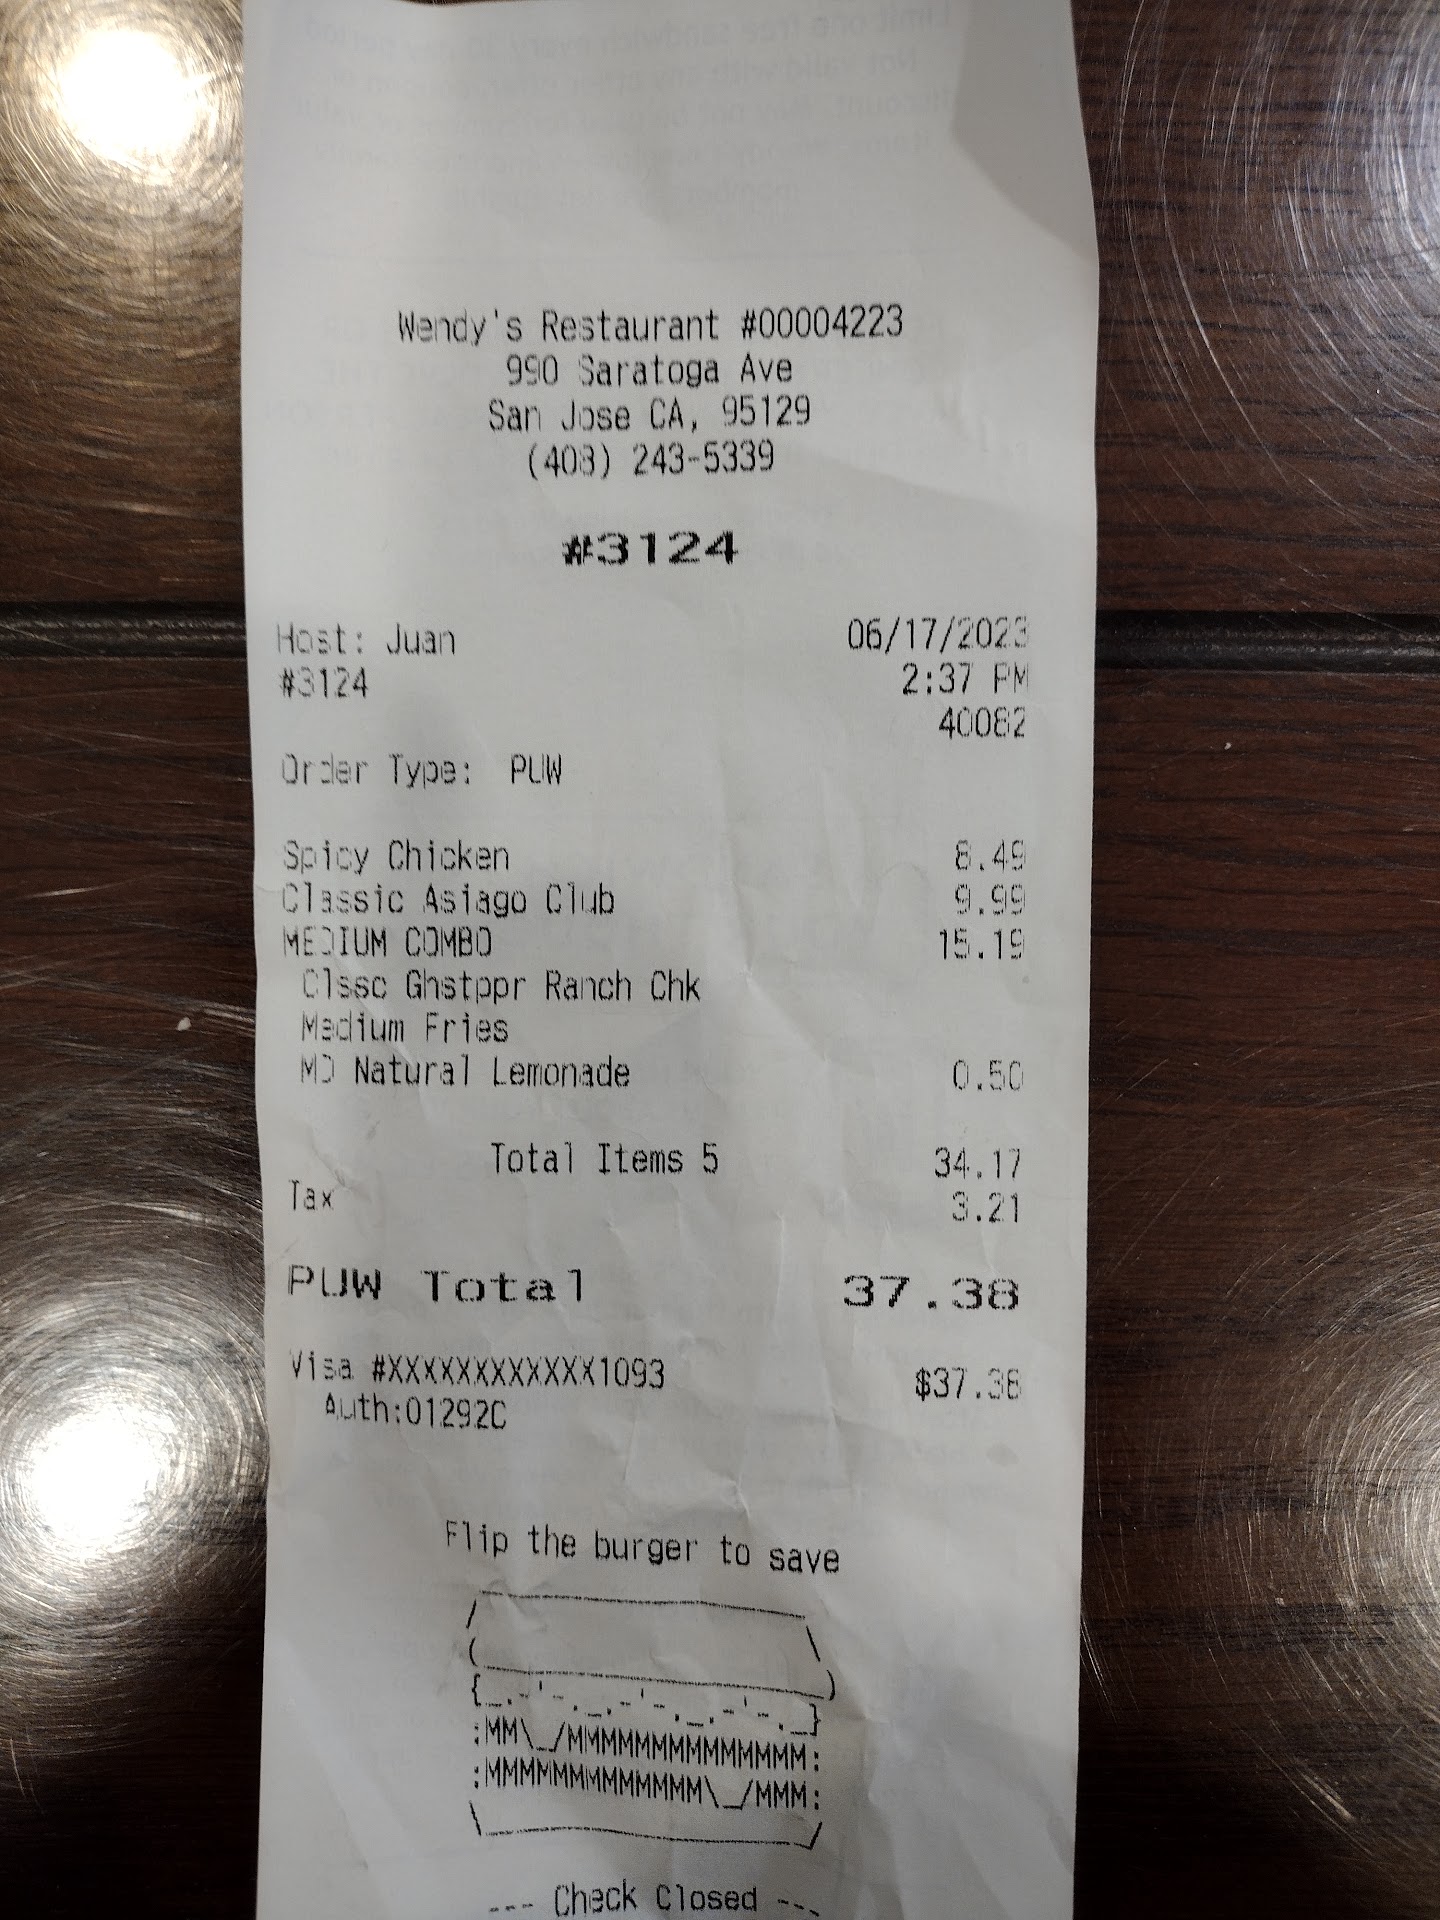 Wendy's Restaurant #00004223
990 Saratoga Ave
San Jose CA, 95129
(408) 243-5339
#3124
Host: Juan 06/17/2023
#3124 2:37 PM
40082
Order Type: PUW
Spicy Chicken 8.49
Classic Asiago Club 9.99
MEDIUM COMBO 15.19
Clssc Ghstppr Ranch Chk
Medium Fries
MD Natural Lemonade 0.50
Total Items 5 34.17
Tax 3.21
PUW Total 37.38
Visa #XXXXXXXXXXXX1093 $37.38
Auth:01292C
Flip the burger to save
:MM\_/MMMMMMMMMMMMMM:
:MMMMMMMMMMMMM\_/MMM:
--- Check Closed ---